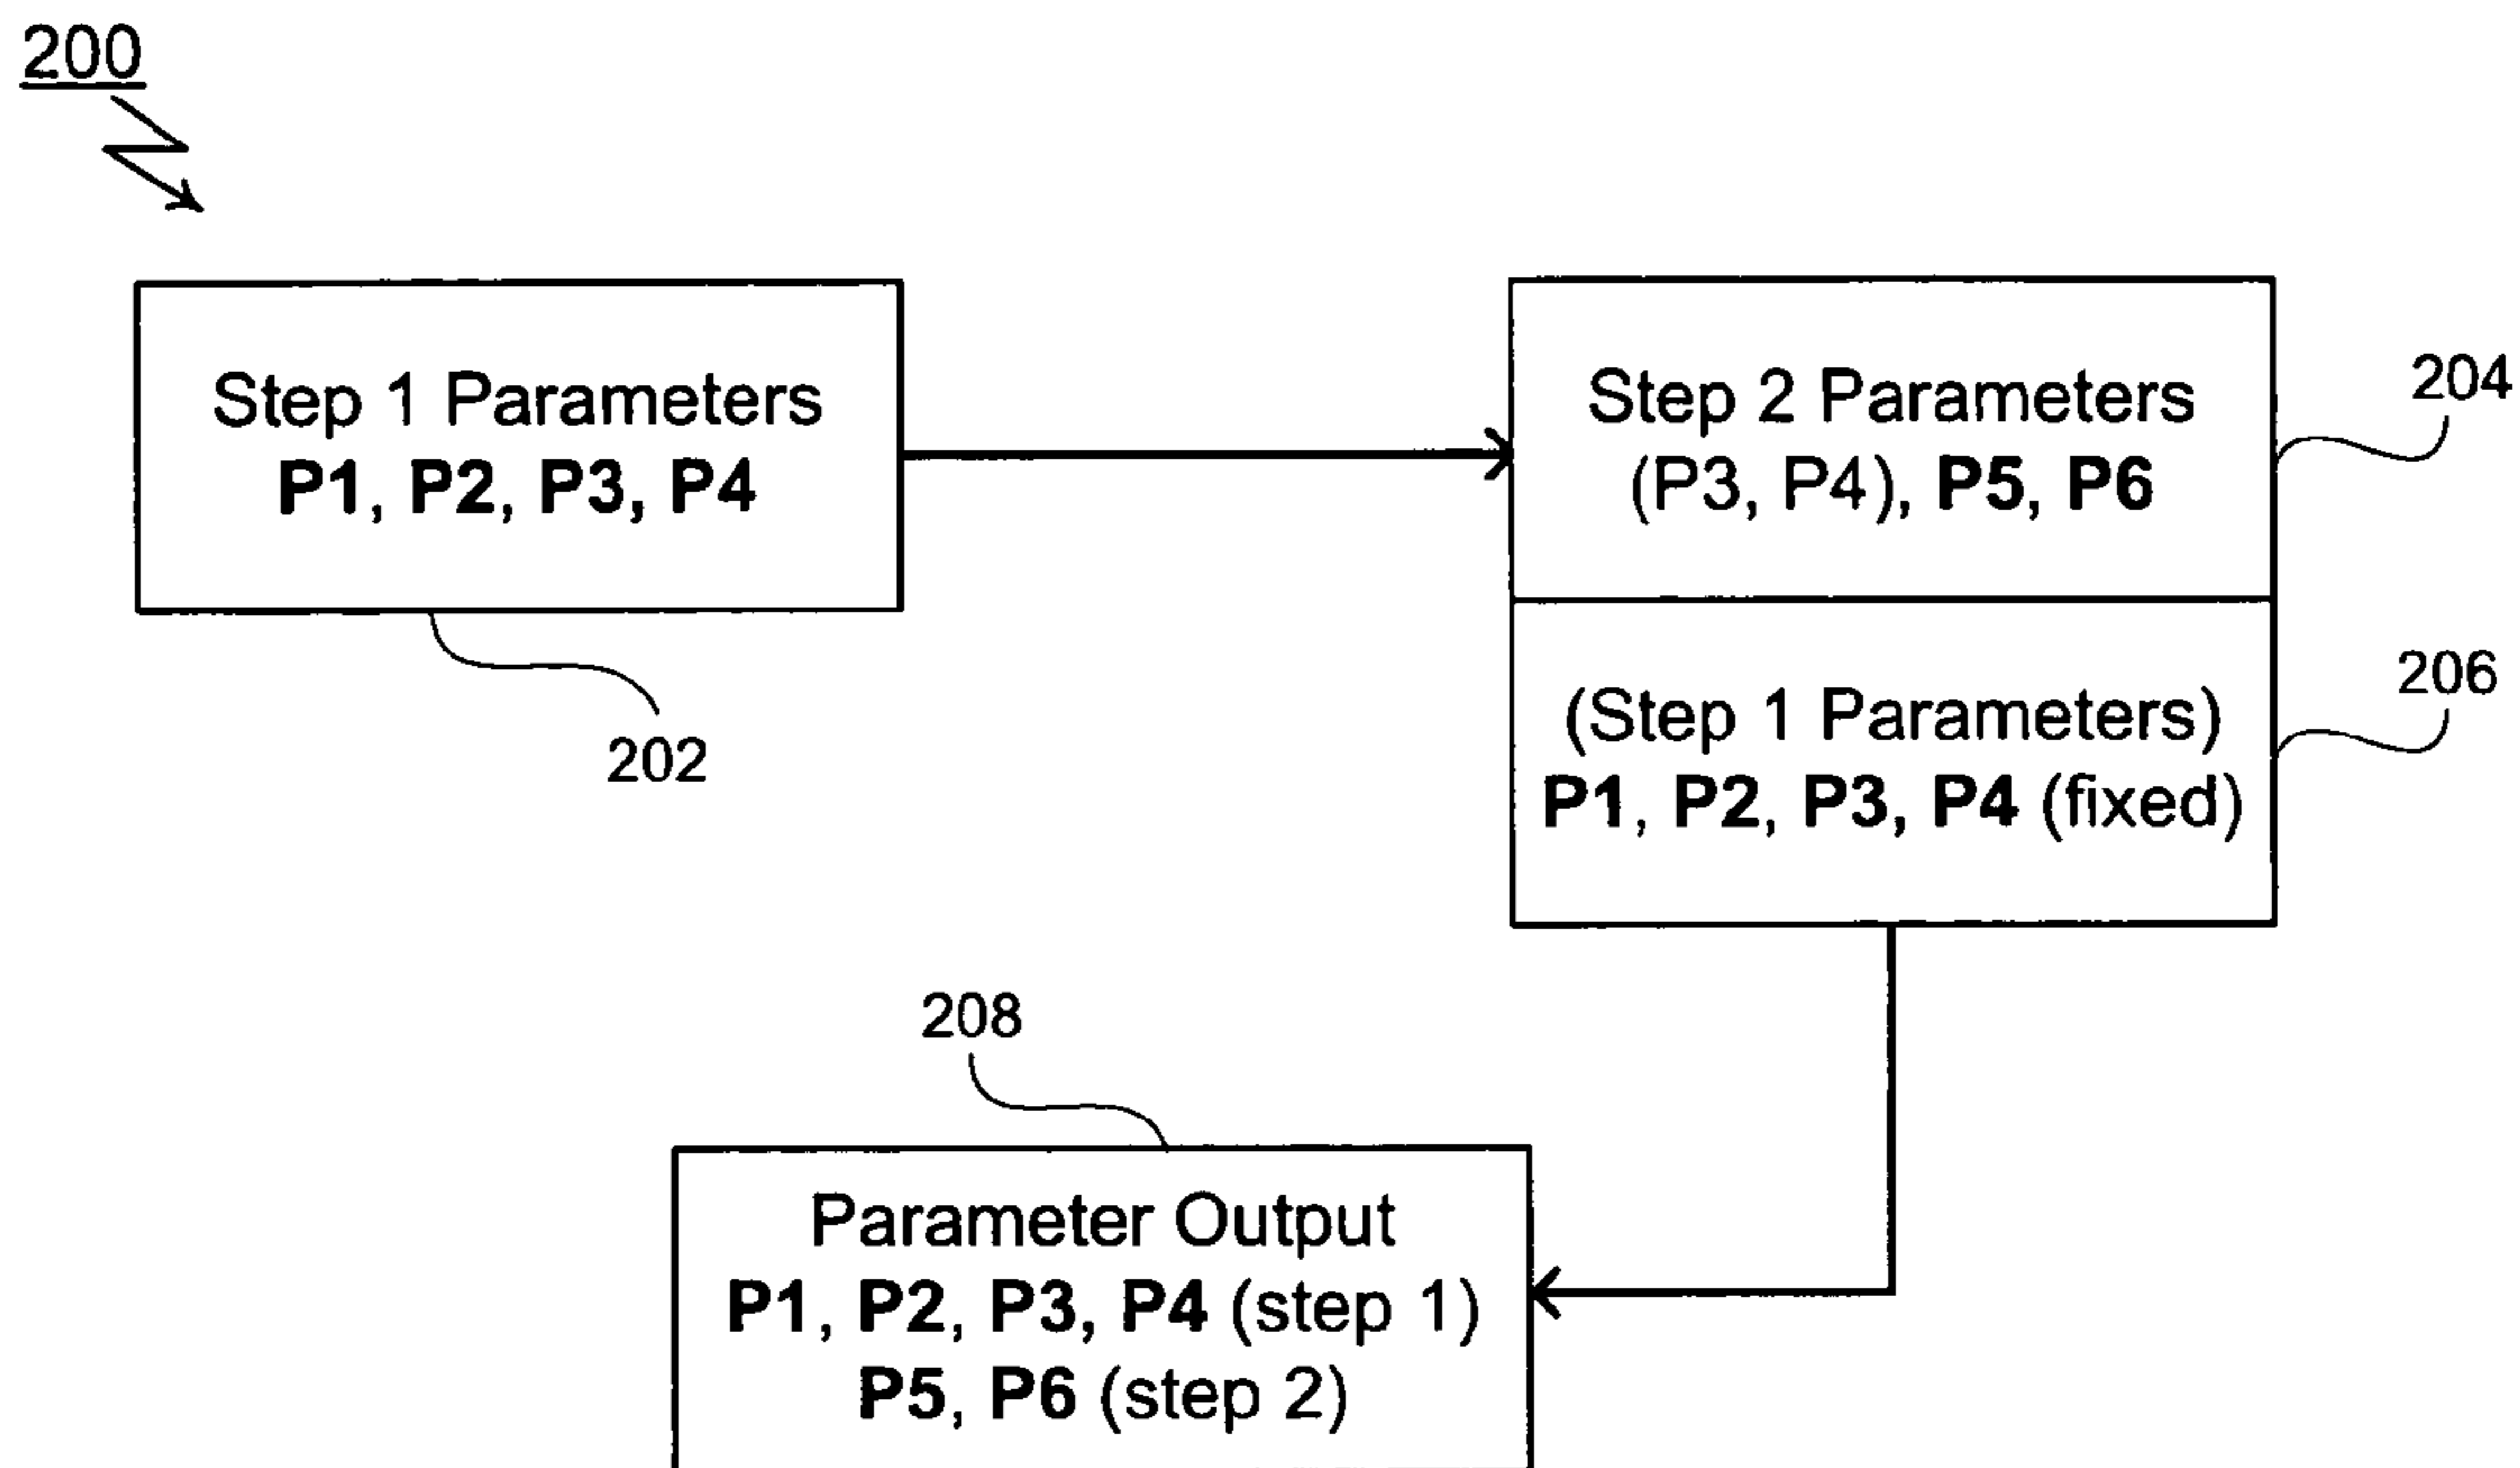 200
Step 1 Parameters
P1, P2, P3, P4
202
Step 2 Parameters
(P3, P4), P5, P6
204
(Step 1 Parameters)
P1, P2, P3, P4 (fixed)
206
208
Parameter Output
P1, P2, P3, P4 (step 1)
P5, P6 (step 2)